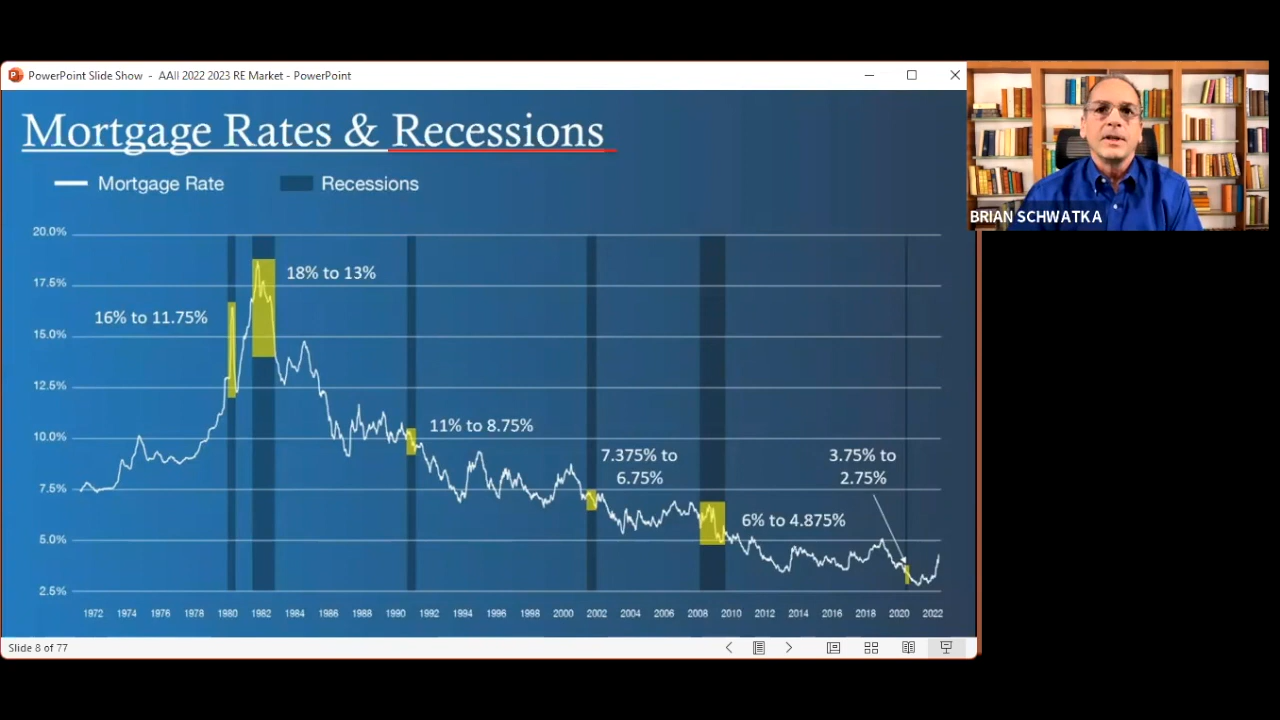 PowerPoint Slide Show - AAII 2022 2023 RE Market - PowerPoint
Mortgage Rates & Recessions
Mortgage Rate
Recessions
20.0%
17.5%
15.0%
12.5%
10.0%
7.5%
5.0%
2.5%
16% to 11.75%
18% to 13%
11% to 8.75%
7.375% to
6.75%
6% to 4.875%
3.75% to
2.75%
1972 1974 1976 1978 1980 1982 1984 1986 1988 1990 1992 1994 1996 1998 2000 2002 2004 2006 2008 2010 2012 2014 2016 2018 2020 2022
Slide 8 of 77
BRIAN SCHWATKA